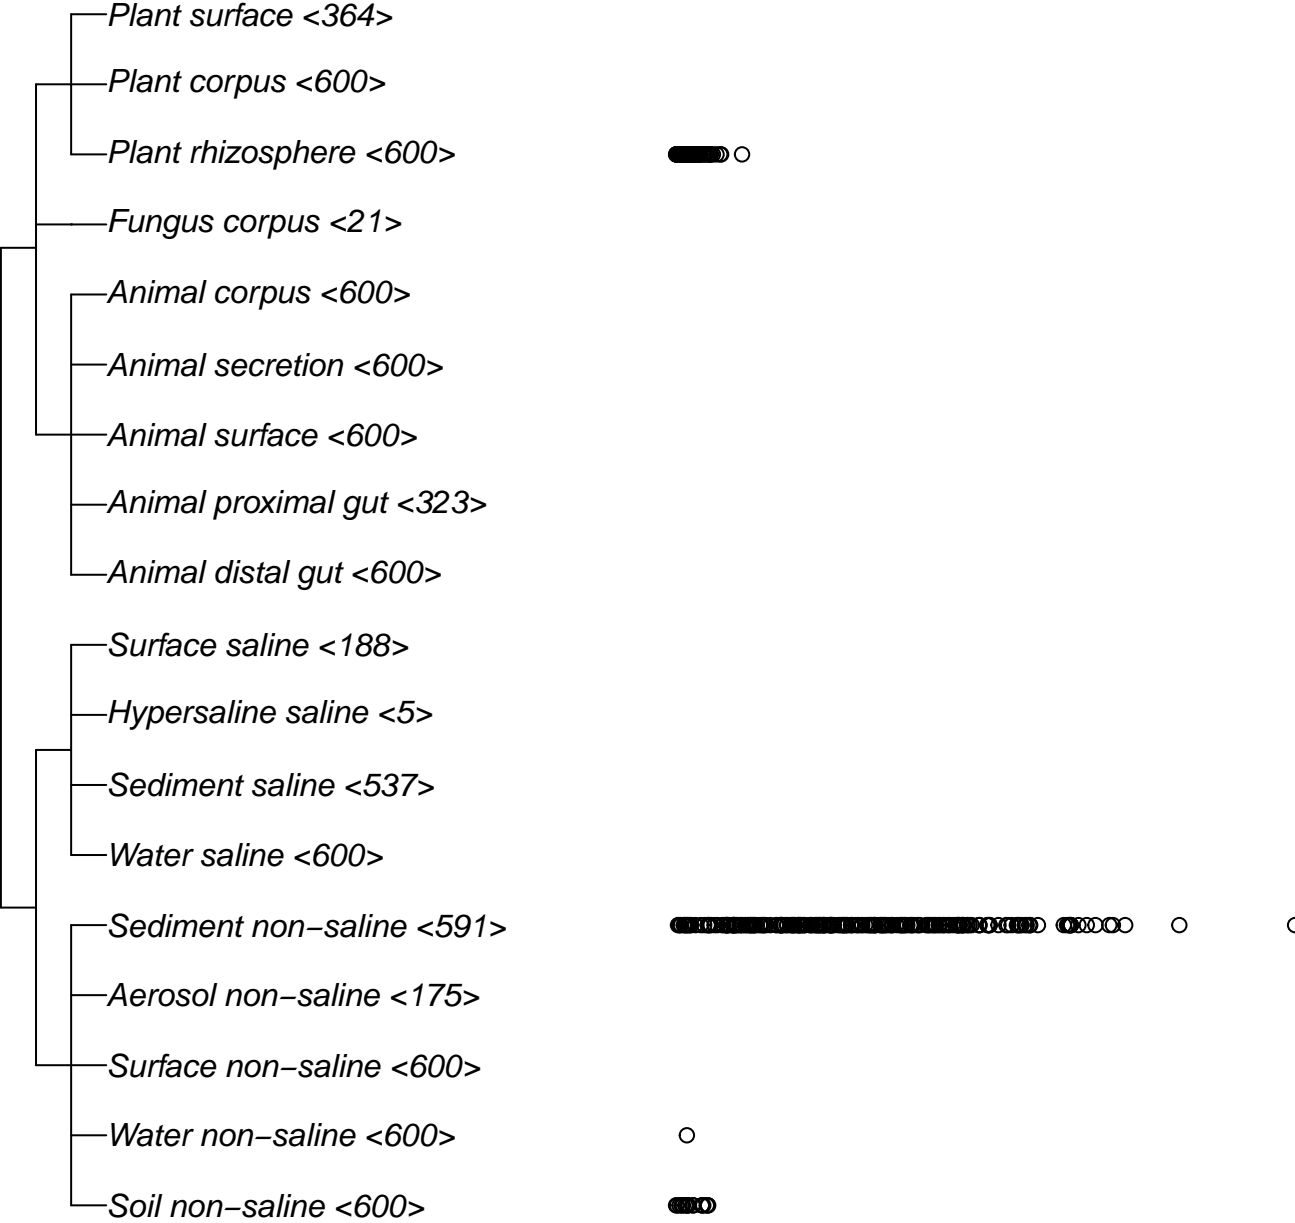 Plant surface <364>
Plant corpus <600>
Plant rhizosphere <600>
Fungus corpus <21>
Animal corpus <600>
Animal secretion <600>
Animal surface <600>
Animal proximal gut <323>
Animal distal gut <600>
Surface saline <188>
Hypersaline saline <5>
Sediment saline <537>
Water saline <600>
Sediment non−saline <591>
Aerosol non−saline <175>
Surface non−saline <600>
Water non−saline <600>
Soil non−saline <600>